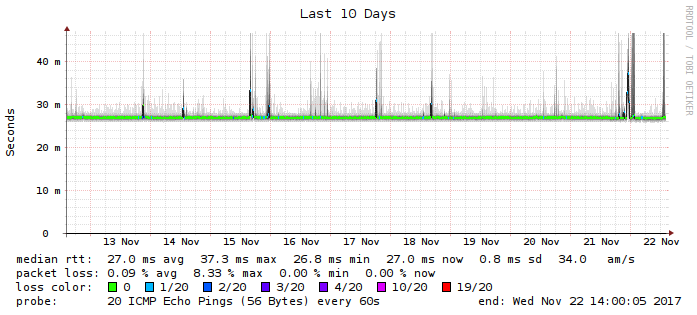 Last 10 Days
RRDTOOL / TOBI OETIKER
Seconds
40 m
30 m
20 m
10 m
0
13 Nov 14 Nov 15 Nov 16 Nov 17 Nov 18 Nov 19 Nov 20 Nov 21 Nov 22 Nov
median rtt: 27.0 ms avg 37.3 ms max 26.8 ms min 27.0 ms now 0.8 ms sd 34.0 am/s
packet loss: 0.09 % avg 8.33 % max 0.00 % min 0.00 % now
loss color: 0 1/20 2/20 3/20 4/20 10/20 19/20
probe: 20 ICMP Echo Pings (56 Bytes) every 60s end: Wed Nov 22 14:00:05 2017